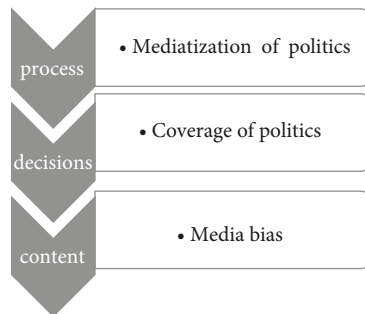 process
• Mediatization of politics
decisions
• Coverage of politics
content
• Media bias